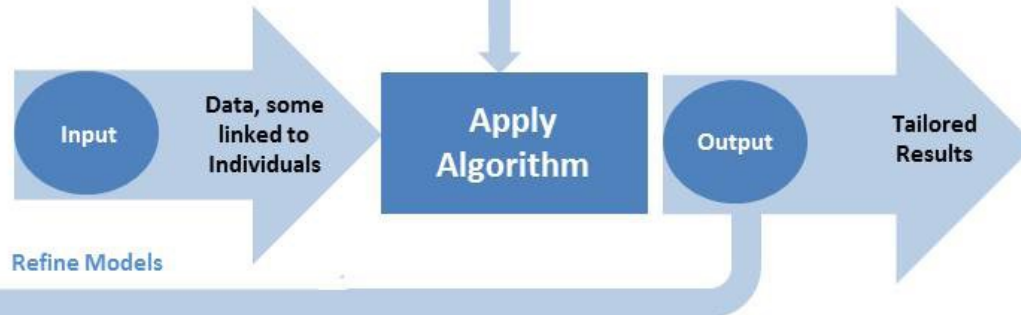 Input
Data, some
linked to
Individuals
Apply
Algorithm
Output
Tailored
Results
Refine Models